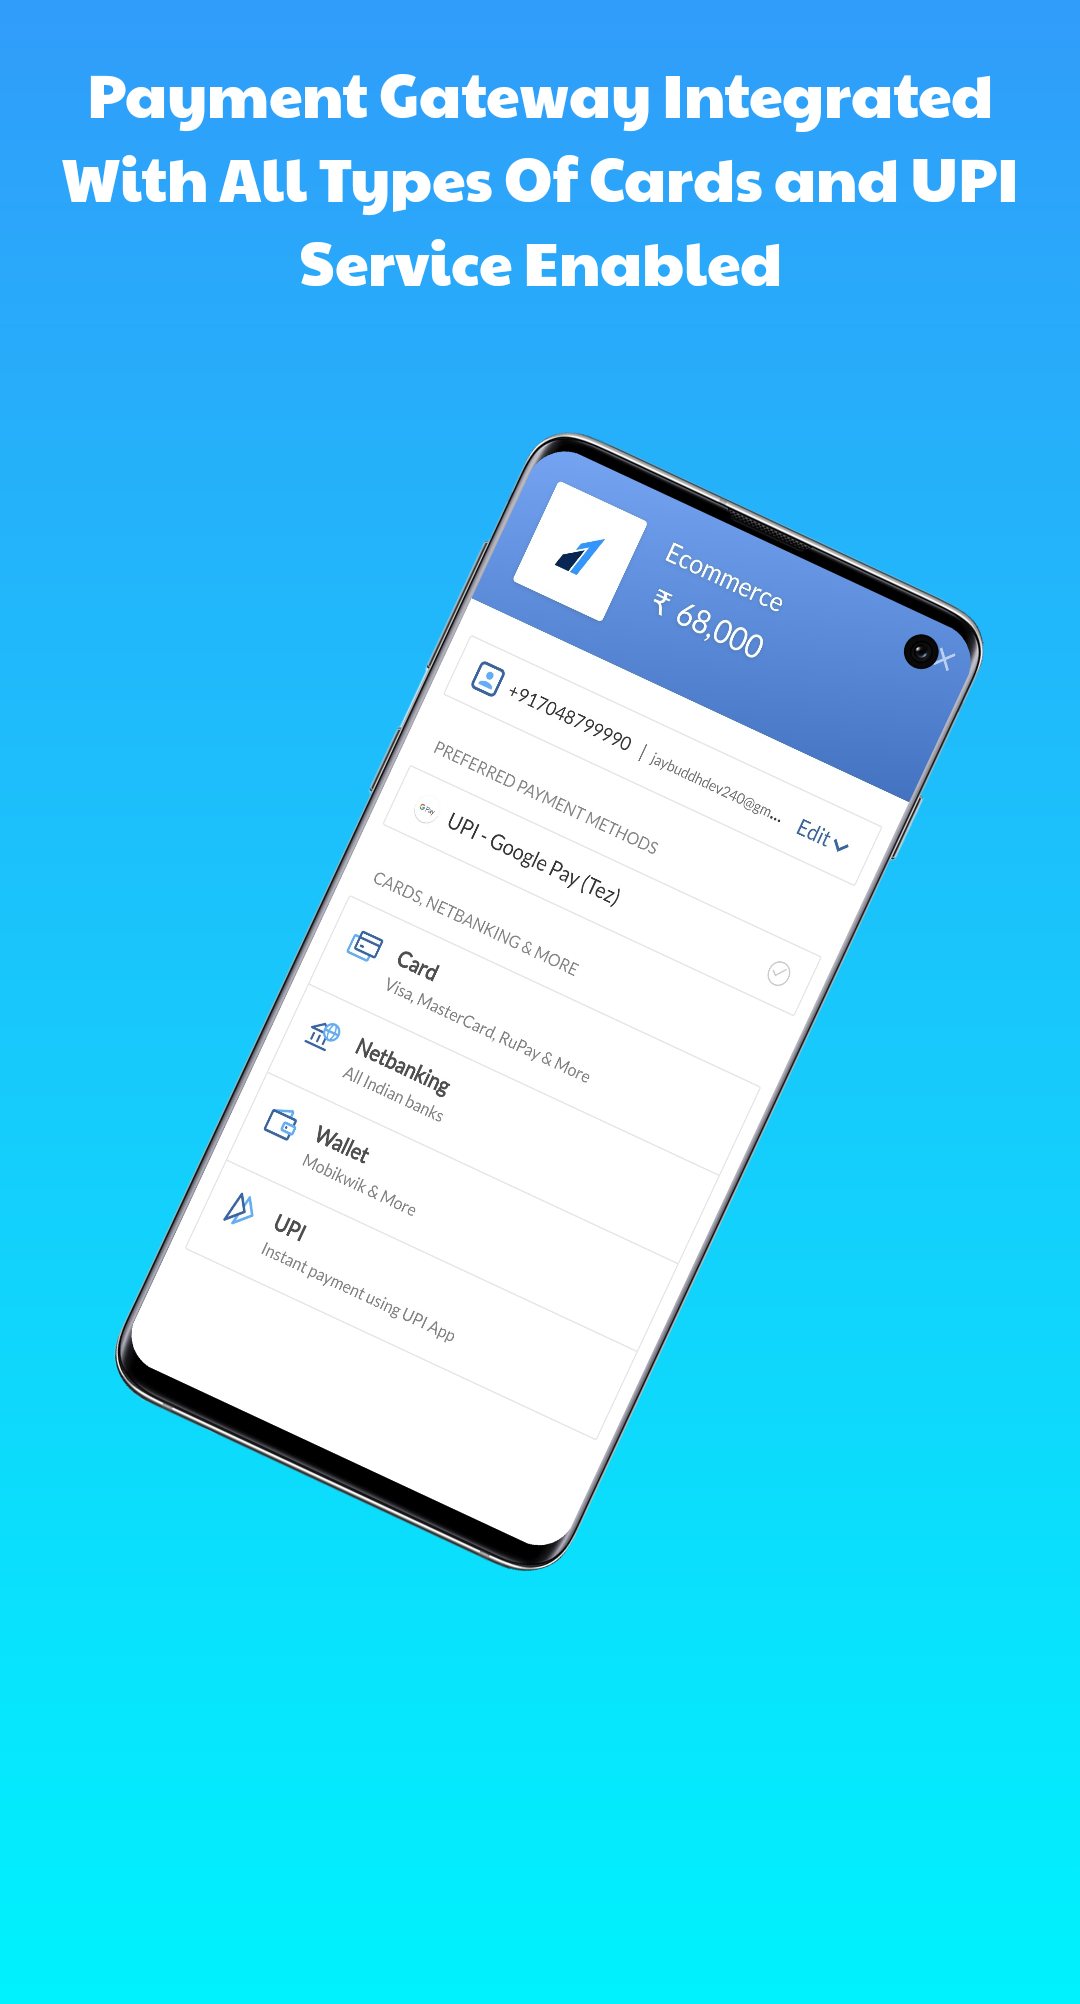 Payment Gateway Integrated
With All Types Of Cards and UPI
Service Enabled
Ecommerce
₹ 68,000
+917048799990 | jaybuddhdev240@gm... Edit
PREFERRED PAYMENT METHODS
G Pay UPI - Google Pay (Tez)
CARDS, NETBANKING & MORE
Card
Visa, MasterCard, RuPay & More
Netbanking
All Indian banks
Wallet
Mobikwik & More
UPI
Instant payment using UPI App